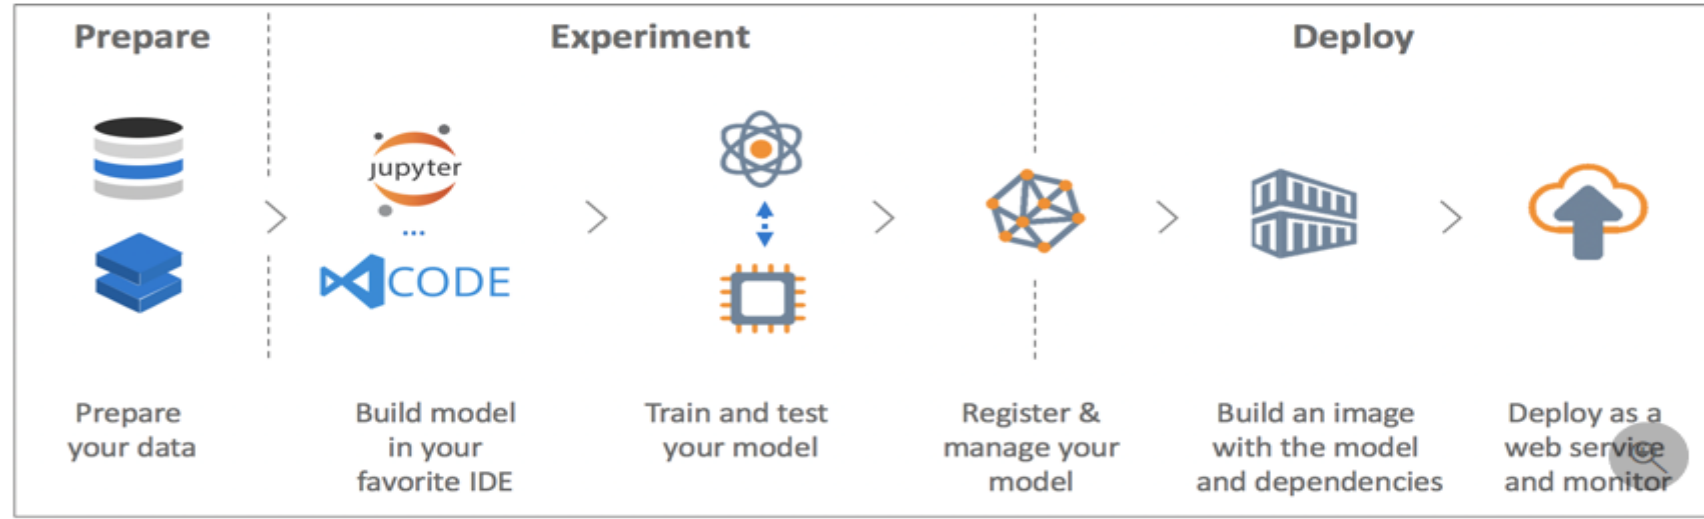 Prepare
Experiment
Deploy
jupyter
...
CODE
Prepare
your data
Build model
in your
favorite IDE
Train and test
your model
Register &
manage your
model
Build an image
with the model
and dependencies
Deploy as a
web service
and monitor